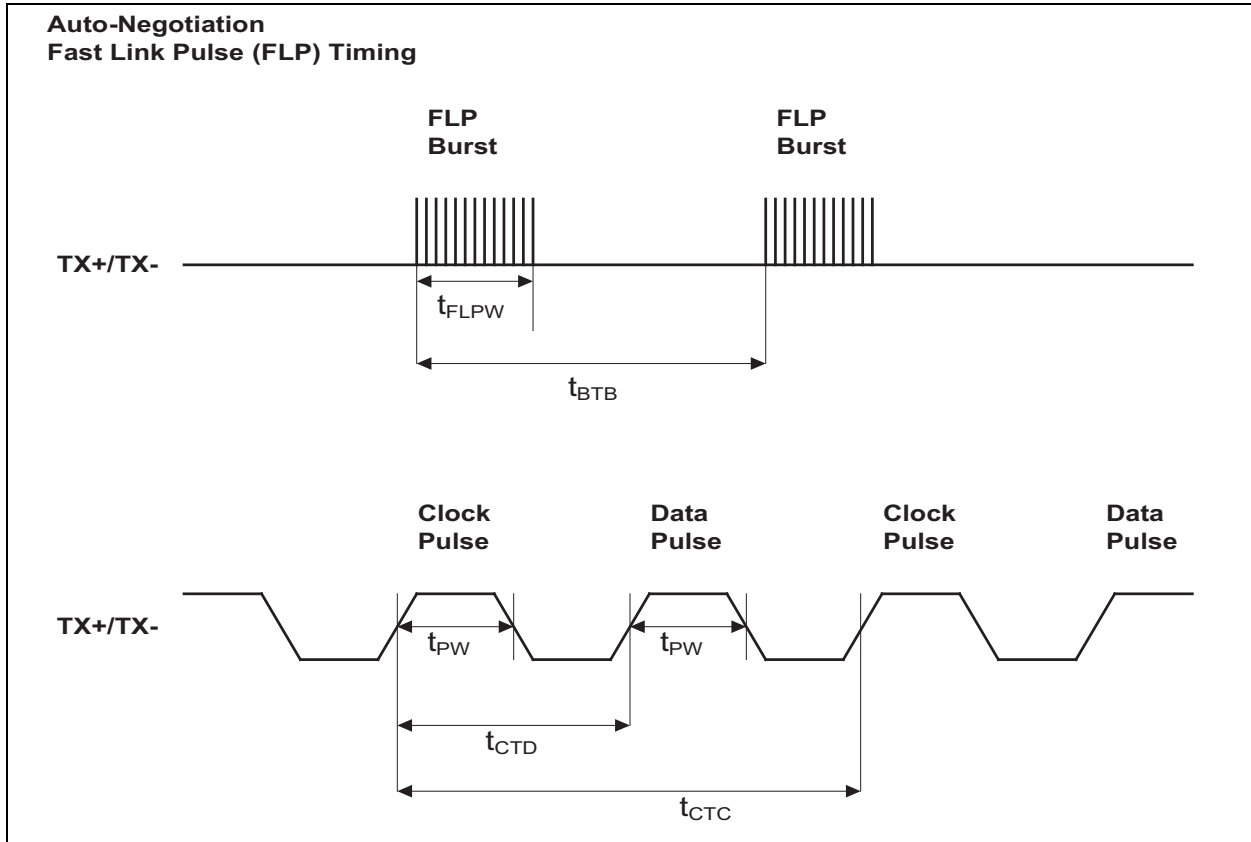 Auto-Negotiation
Fast Link Pulse (FLP) Timing
FLP
Burst
FLP
Burst
TX+/TX-
tFLPW
tBTB
Clock
Pulse
Data
Pulse
Clock
Pulse
Data
Pulse
TX+/TX-
tPW
tPW
tCTD
tCTC